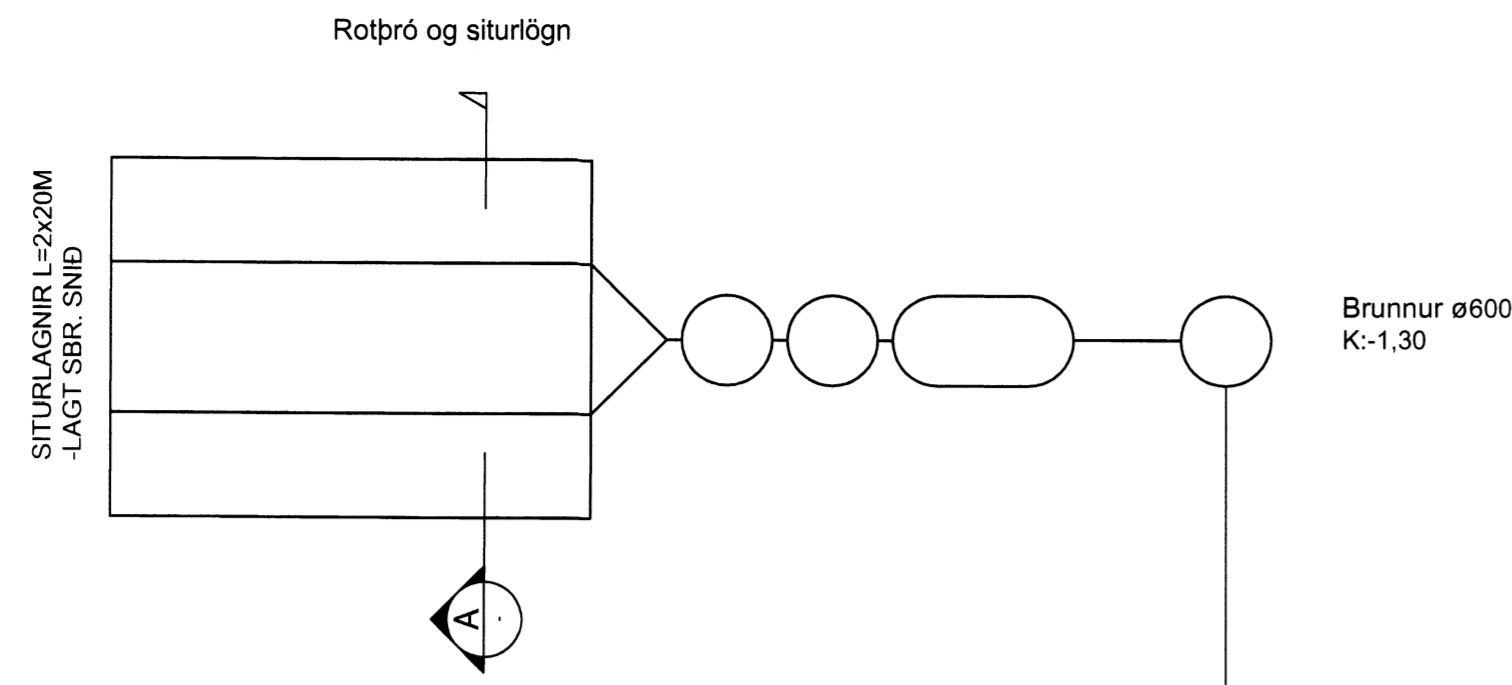 Rotþró og siturlögn
SITURLAGNIR L=2x20M
-LAGT SBR. SNIÐ
Brunnur ø600
K:-1,30
A
-